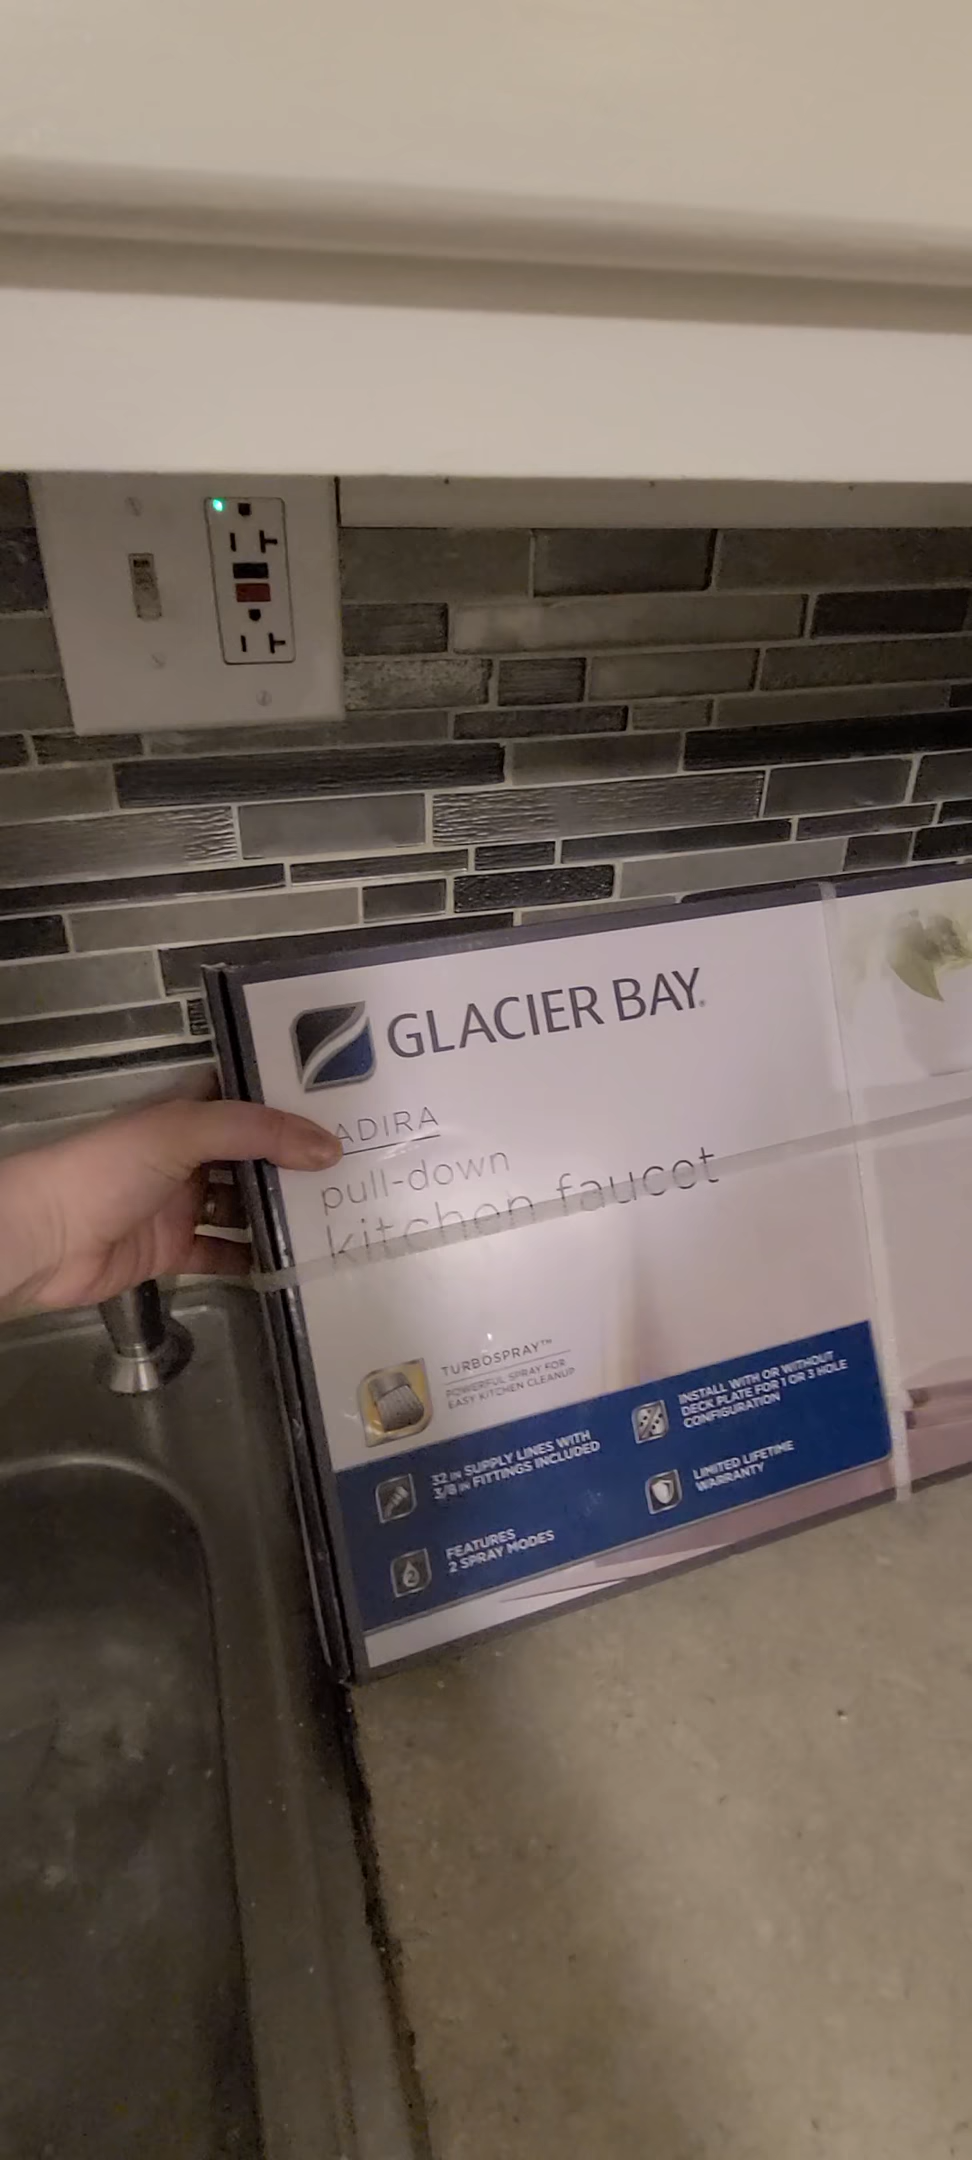 GLACIER BAY
ADIRA
pull-down
kitchen faucet
TURBOSPRAY™
POWERFUL SPRAY FOR
EASY KITCHEN CLEANUP
32 IN SUPPLY LINES WITH
3/8 IN FITTINGS INCLUDED
FEATURES
2 SPRAY MODES
2
INSTALL WITH OR WITHOUT
DECK PLATE FOR 1 OR 3 HOLE
CONFIGURATION
LIMITED LIFETIME
WARRANTY